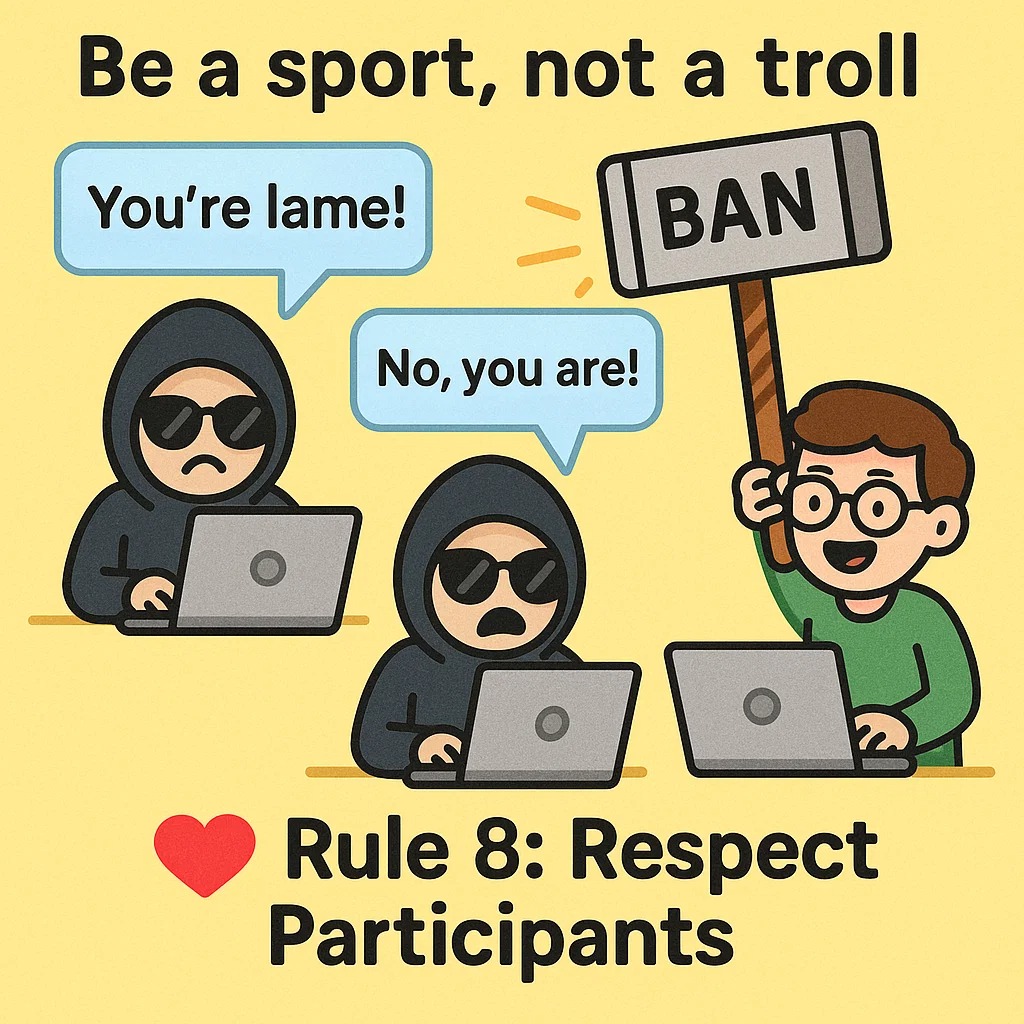 Be a sport, not a troll
You're lame!
BAN
No, you are!
Rule 8: Respect
Participants